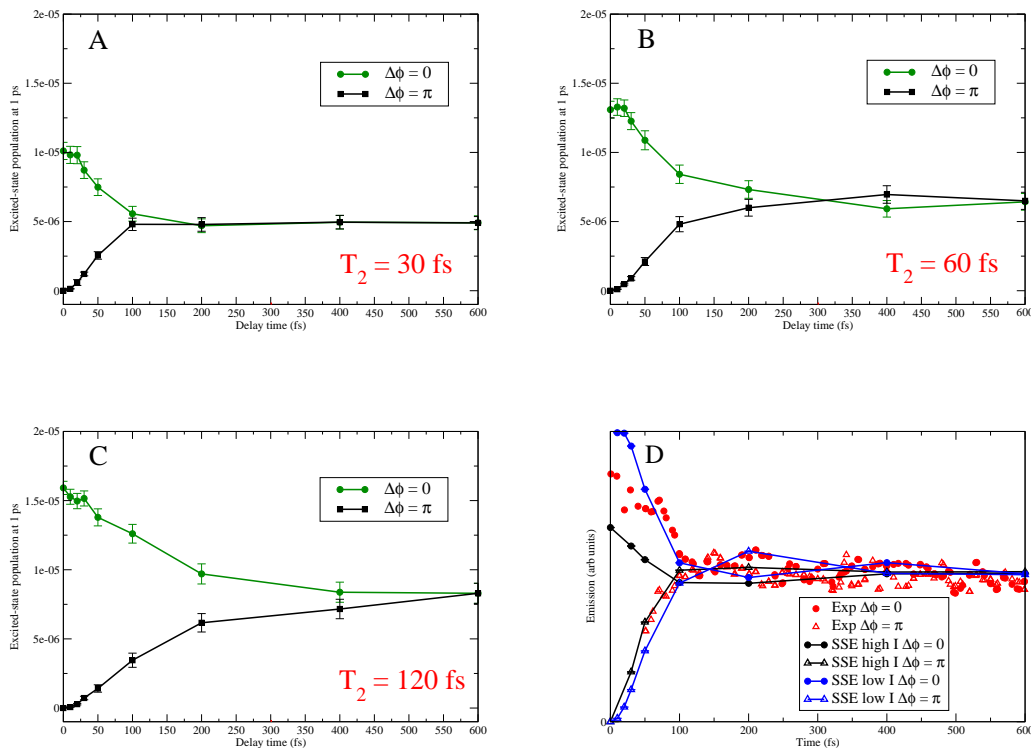 A
2e-05
1.5e-05
1e-05
5e-06
0
Excited-state population at 1 ps
Δϕ = 0
Δϕ = π
T2 = 30 fs
0 50 100 150 200 250 300 350 400 450 500 550 600
Delay time (fs)
B
2e-05
1.5e-05
1e-05
5e-06
0
Excited-state population at 1 ps
Δϕ = 0
Δϕ = π
T2 = 60 fs
0 50 100 150 200 250 300 350 400 450 500 550 600
Delay time (fs)
C
2e-05
1.5e-05
1e-05
5e-06
0
Excited-state population at 1 ps
Δϕ = 0
Δϕ = π
T2 = 120 fs
0 50 100 150 200 250 300 350 400 450 500 550 600
Delay time (fs)
D
Emission (arb units)
Exp Δϕ = 0
Exp Δϕ = π
SSE high I Δϕ = 0
SSE high I Δϕ = π
SSE low I Δϕ = 0
SSE low I Δϕ = π
0
0 100 200 300 400 500 600
Time (fs)